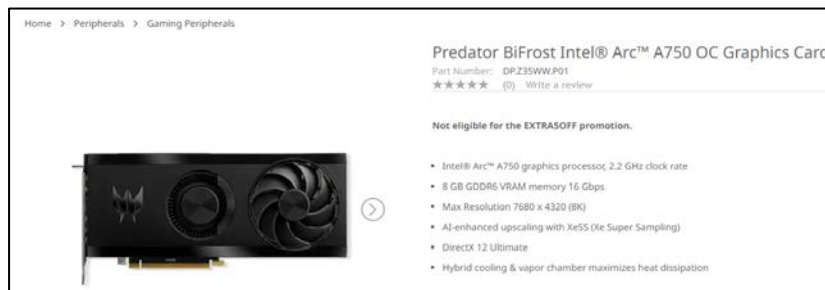 Home > Peripherals > Gaming Peripherals
Predator BiFrost Intel® Arc™ A750 OC Graphics Card
Part Number: DP.Z35WW.P01
★★★★★ (0) Write a review
Not eligible for the EXTRA5OFF promotion.
• Intel® Arc™ A750 graphics processor, 2.2 GHz clock rate
• 8 GB GDDR6 VRAM memory 16 Gbps
• Max Resolution 7680 x 4320 (8K)
• AI-enhanced upscaling with XeSS (Xe Super Sampling)
• DirectX 12 Ultimate
• Hybrid cooling & vapor chamber maximizes heat dissipation